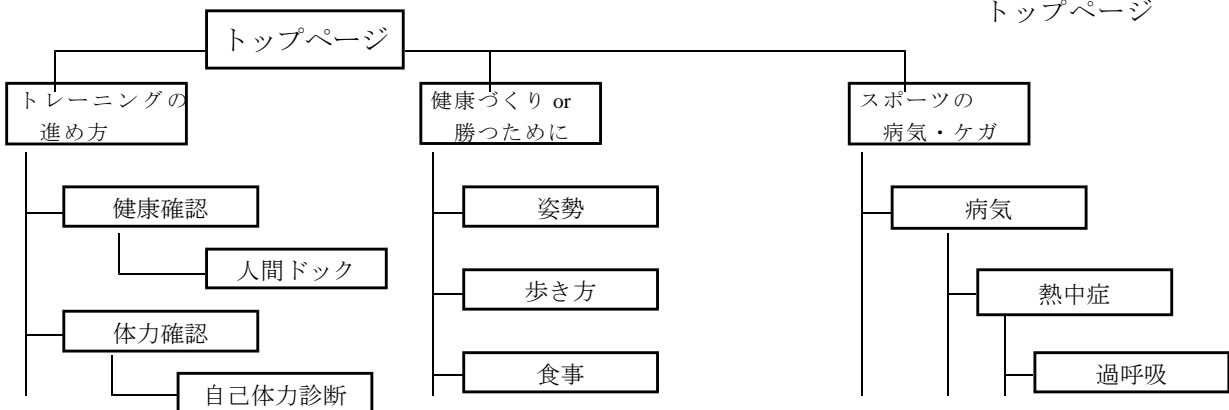 トップページ
トップページ
トレーニングの
進め方
健康づくり or
勝つために
スポーツの
病気・ケガ
健康確認
人間ドック
体力確認
自己体力診断
姿勢
歩き方
食事
病気
熱中症
過呼吸